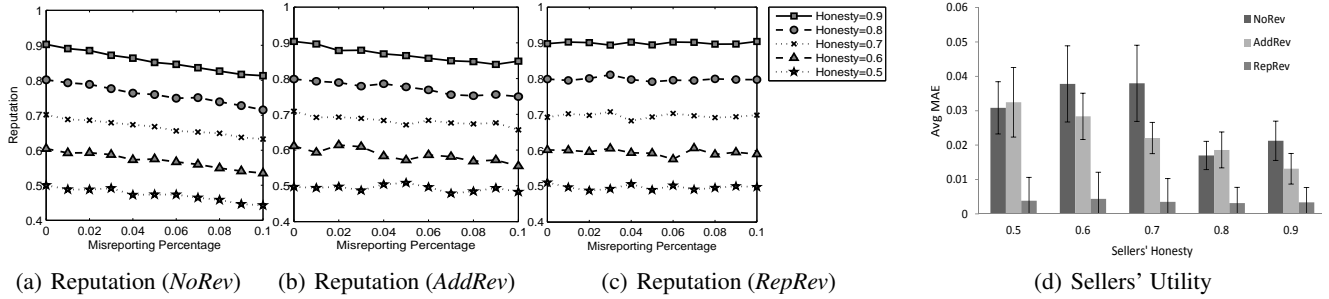 1
0.9
0.8
0.7
0.6
0.5
0.4
Reputation
0 0.02 0.04 0.06 0.08 0.1
Misreporting Percentage
(a) Reputation (NoRev)
1
0.9
0.8
0.7
0.6
0.5
0.4
0 0.02 0.04 0.06 0.08 0.1
Misreporting Percentage
(b) Reputation (AddRev)
1
0.9
0.8
0.7
0.6
0.5
0.4
0 0.02 0.04 0.06 0.08 0.1
Misreporting Percentage
(c) Reputation (RepRev)
Honesty=0.9
Honesty=0.8
Honesty=0.7
Honesty=0.6
Honesty=0.5
0.06
0.05
0.04
0.03
0.02
0.01
0
Avg MAE
NoRev
AddRev
RepRev
0.5 0.6 0.7 0.8 0.9
Sellers' Honesty
(d) Sellers' Utility